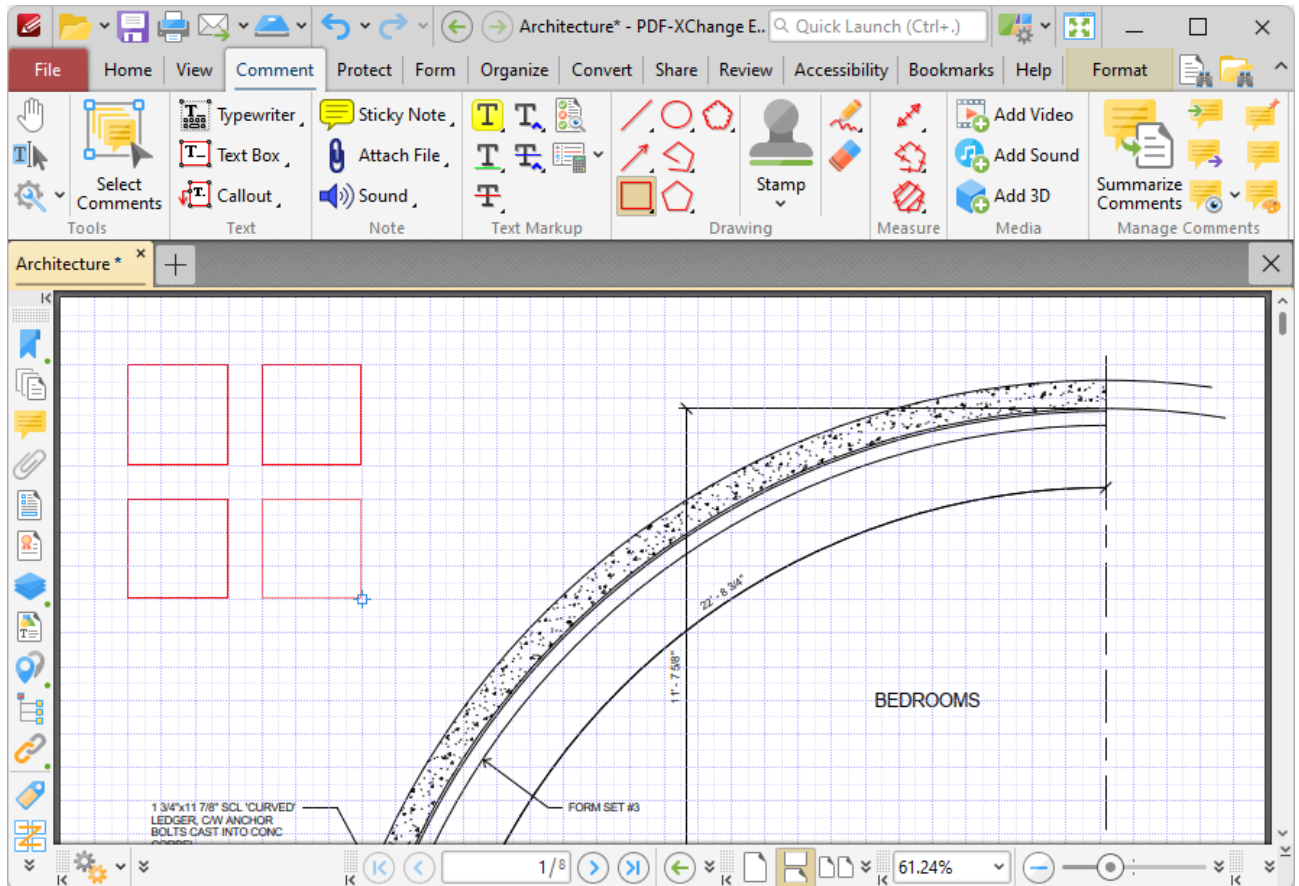 Architecture* - PDF-XChange E.. Quick Launch (Ctrl+.)
File Home View Comment Protect Form Organize Convert Share Review Accessibility Bookmarks Help Format
Select Comments
Tools
Typewriter
Text Box
Callout
Text
Sticky Note
Attach File
Sound
Note
Text Markup
Stamp
Drawing
Measure
Add Video
Add Sound
Add 3D
Media
Summarize Comments
Manage Comments
Architecture *
22' - 8 3/4"
11' - 7 5/8"
BEDROOMS
FORM SET #3
1 3/4"x11 7/8" SCL 'CURVED'
LEDGER, C/W ANCHOR
BOLTS CAST INTO CONC
1/8
61.24%